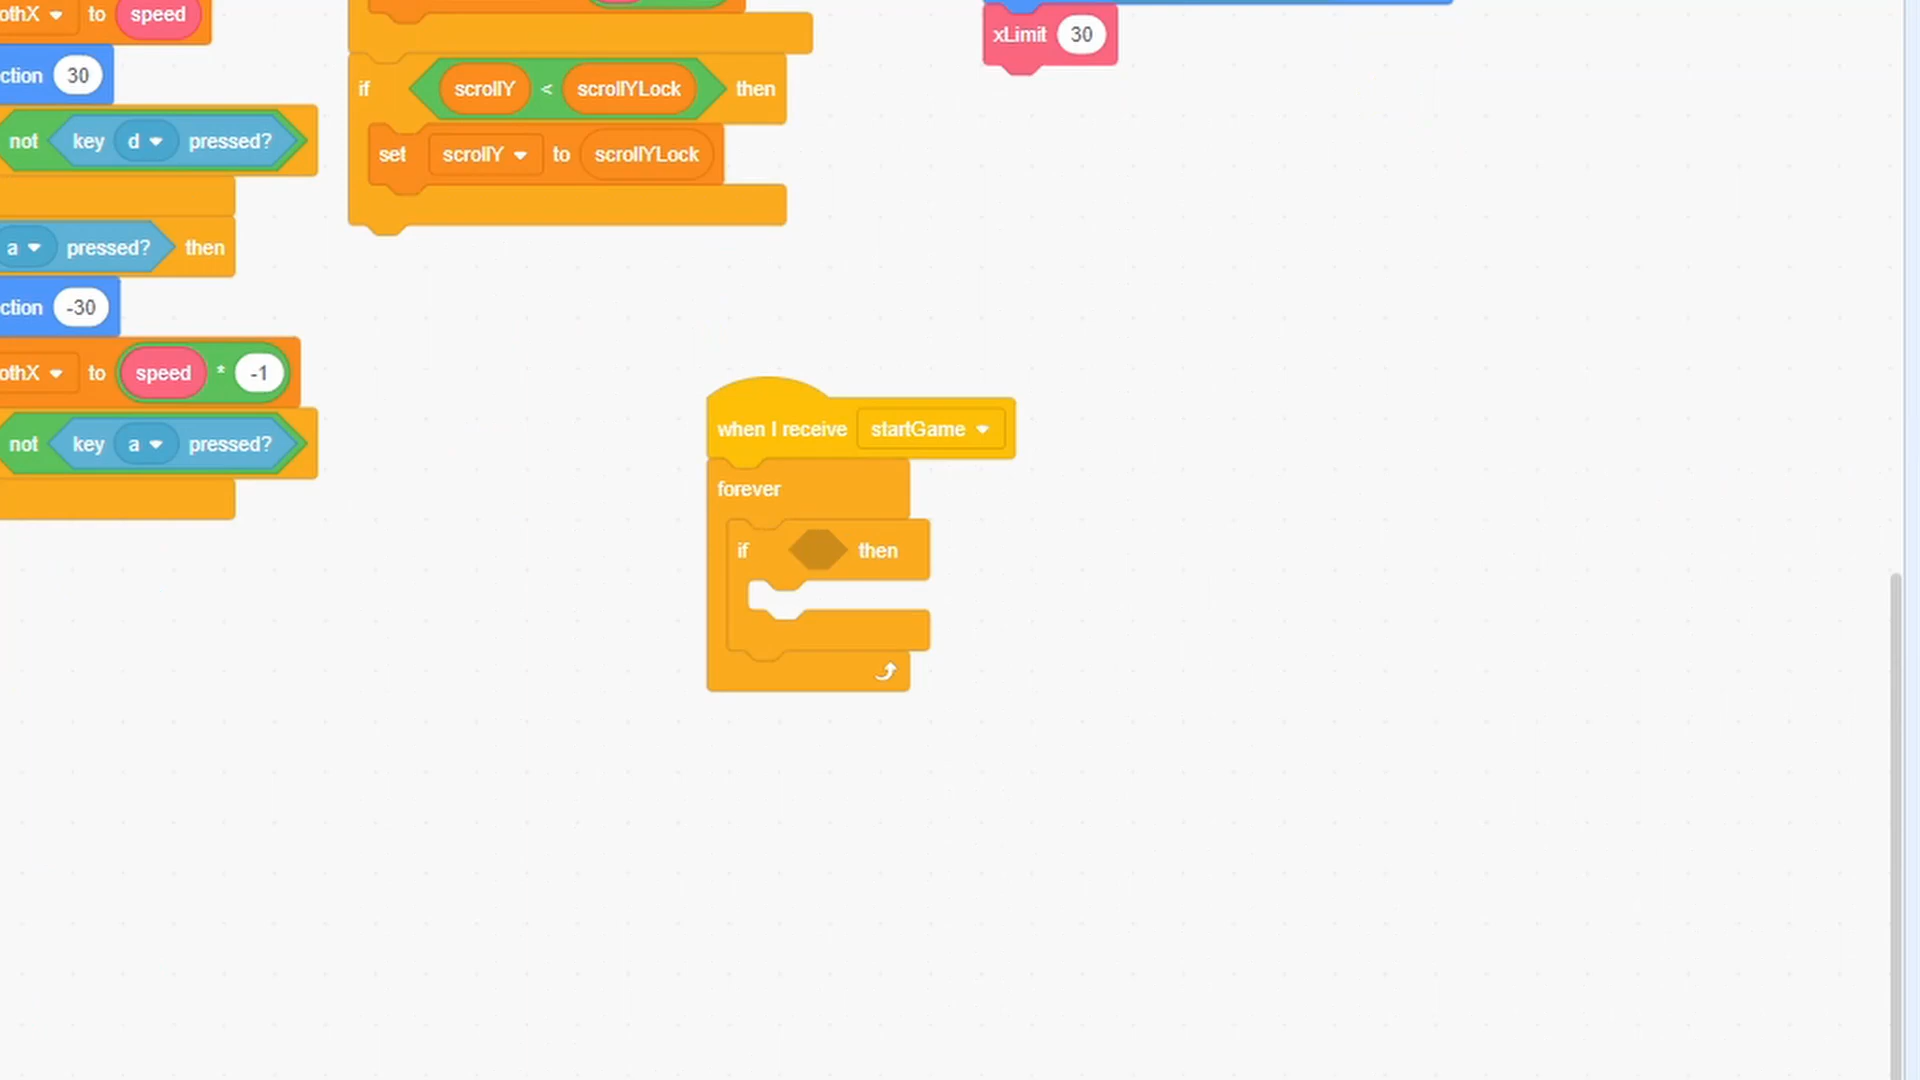 othX to speed
ction 30
not key d pressed?
a pressed? then
ction -30
othX to speed * -1
not key a pressed?
if scrollY < scrollYLock then
set scrollY to scrollYLock
xLimit 30
when I receive startGame
forever
if then